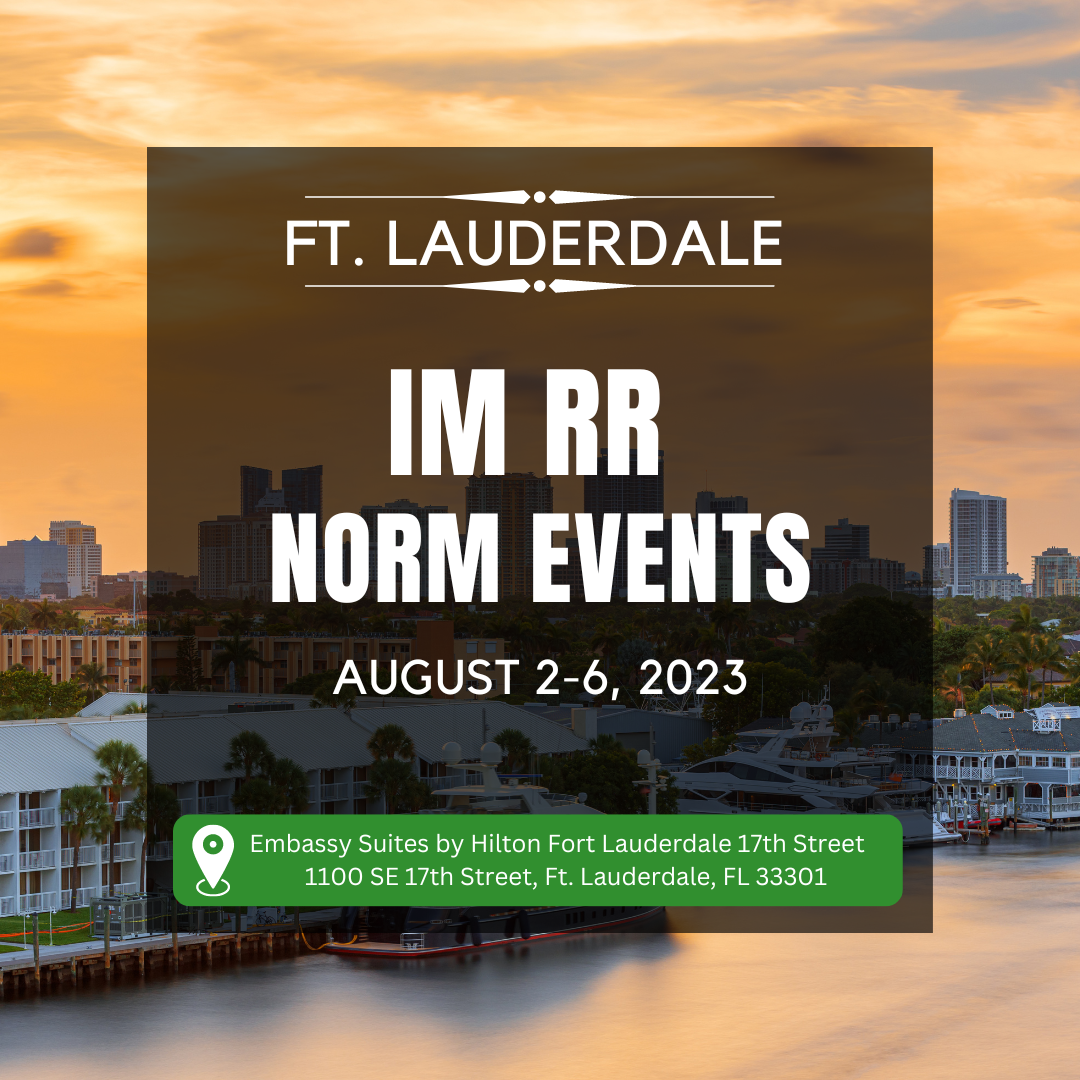 FT. LAUDERDALE
IM RR
NORM EVENTS
AUGUST 2-6, 2023
Embassy Suites by Hilton Fort Lauderdale 17th Street
1100 SE 17th Street, Ft. Lauderdale, FL 33301